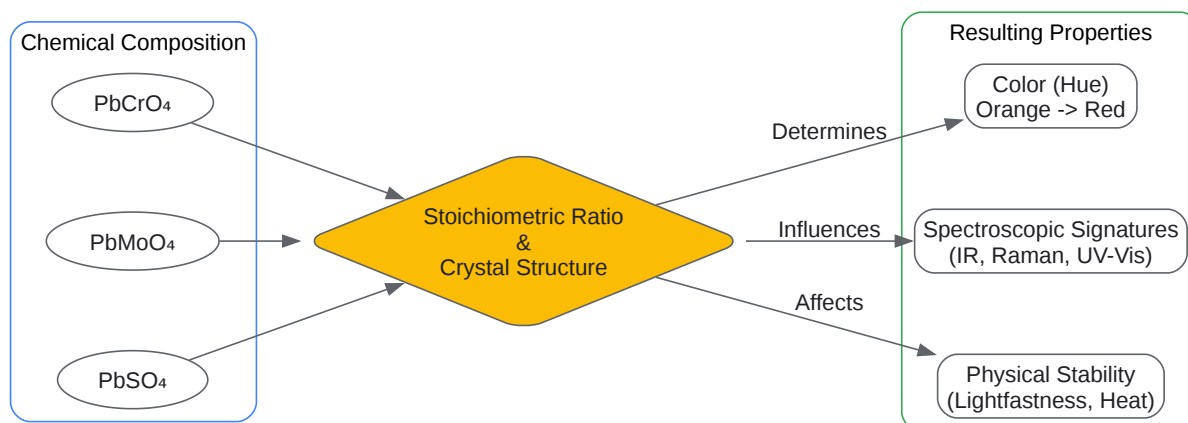 Chemical Composition
PbCrO₄
PbMoO₄
PbSO₄
Stoichiometric Ratio
&
Crystal Structure
Determines
Influences
Affects
Resulting Properties
Color (Hue)
Orange -> Red
Spectroscopic Signatures
(IR, Raman, UV-Vis)
Physical Stability
(Lightfastness, Heat)